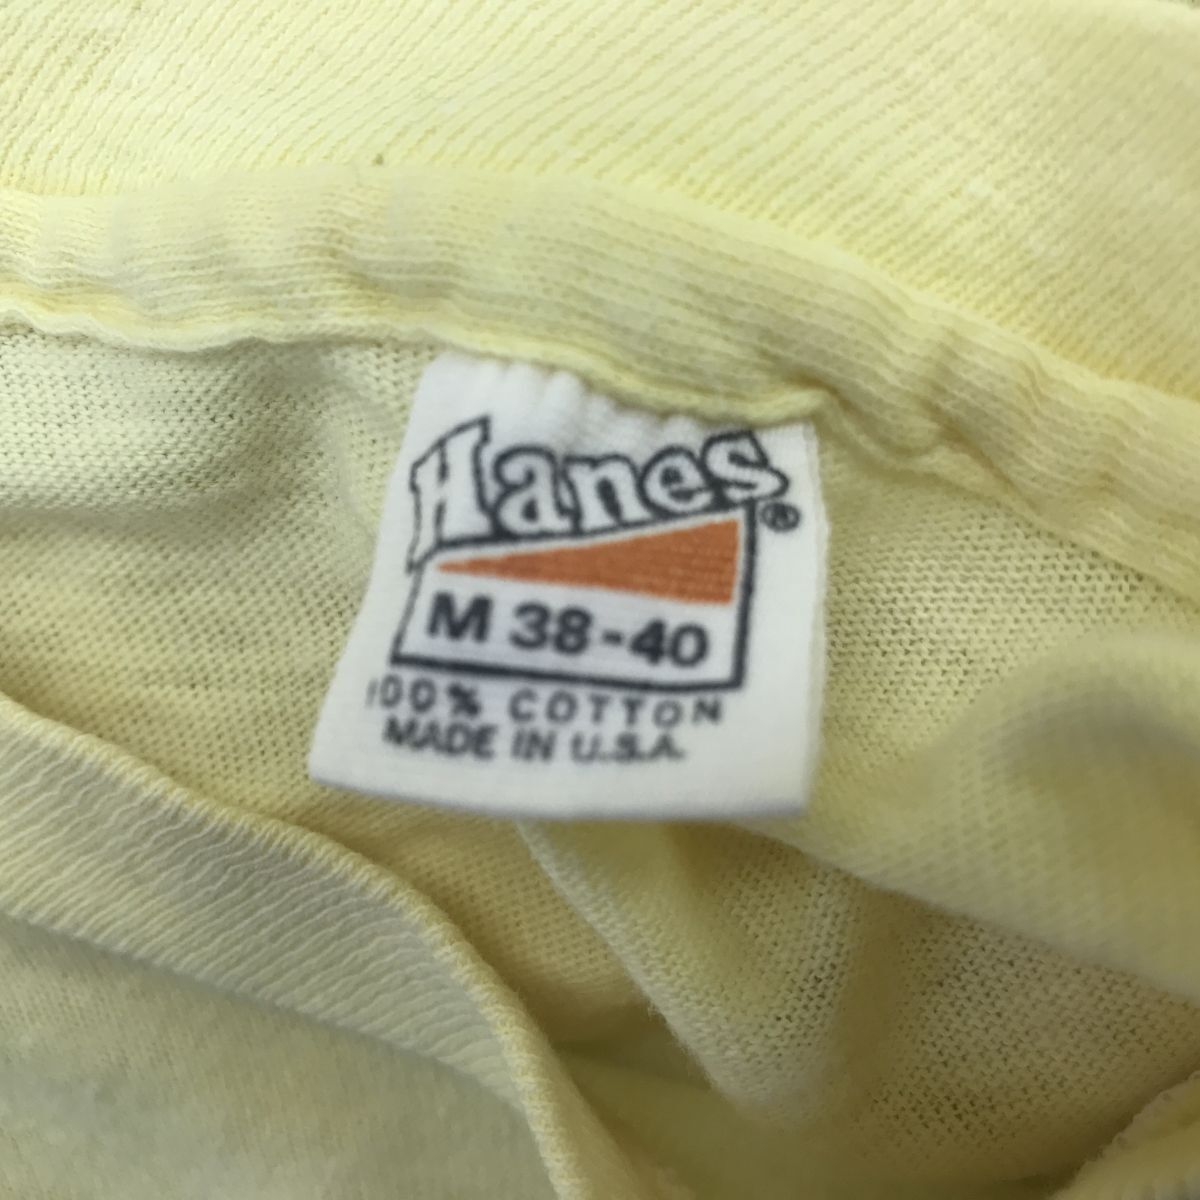 Hanes®
M 38-40
100% COTTON
MADE IN U.S.A.